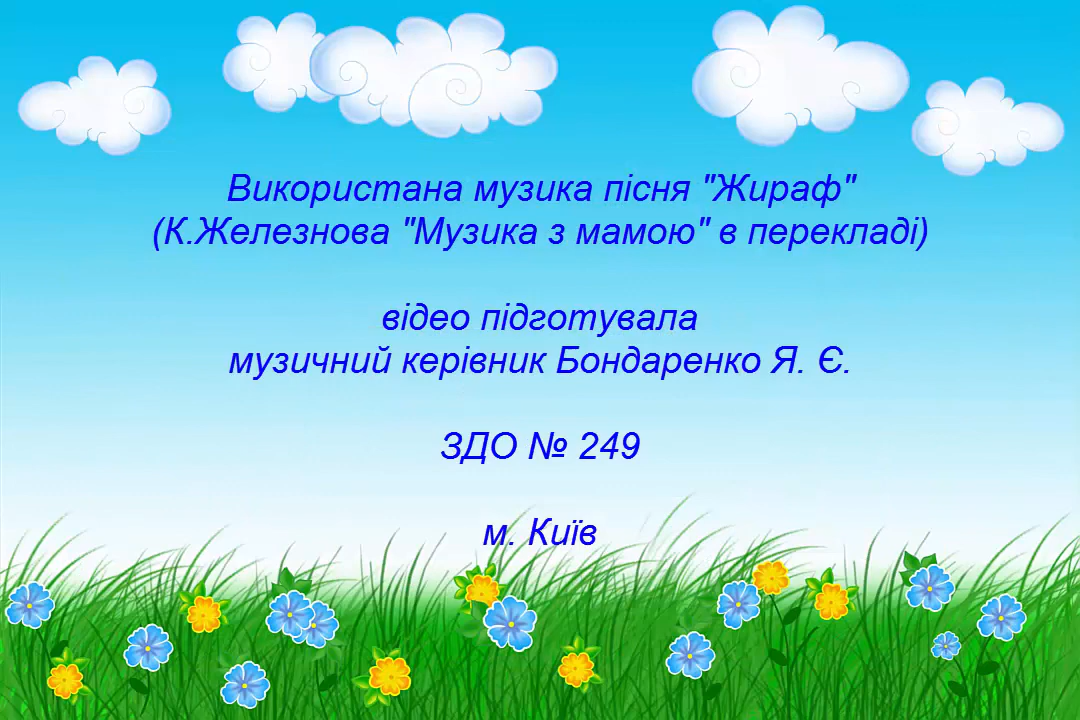 Використана музика пісня "Жираф"
(К.Железнова "Музика з мамою" в перекладі)
відео підготувала
музичний керівник Бондаренко Я. Є.
ЗДО № 249
м. Київ